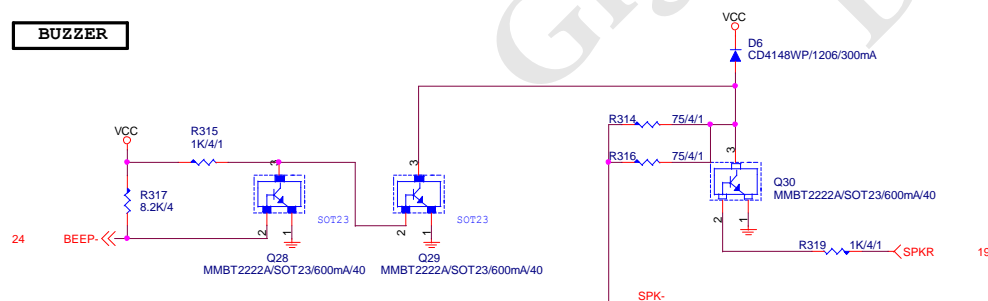 BUZZER
VCC
D6
CD4148WP/1206/300mA
R314 75/4/1
VCC
R315
1K/4/1
R316 75/4/1
3
3
3
Q30
MMBT2222A/SOT23/600mA/40
R317
8.2K/4
SOT23
SOT23
2
1
2
1
2
1
24 BEEP-
Q28
MMBT2222A/SOT23/600mA/40
Q29
MMBT2222A/SOT23/600mA/40
R319 1K/4/1
SPKR 19
SPK-